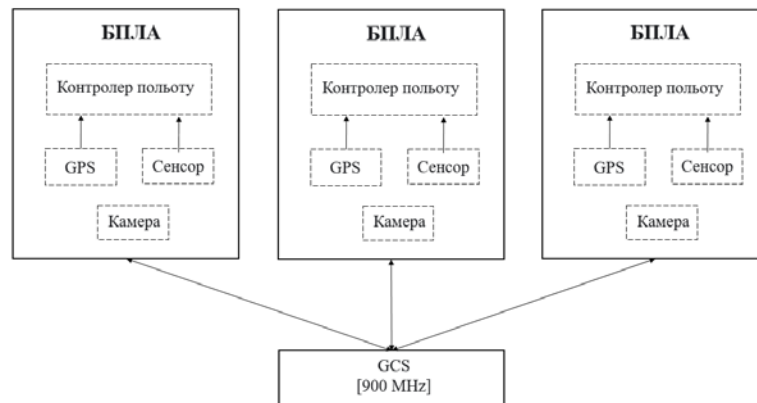 БПЛА
Контролер польоту
GPS
Сенсор
Камера
БПЛА
Контролер польоту
GPS
Сенсор
Камера
БПЛА
Контролер польоту
GPS
Сенсор
Камера
GCS
[900 MHz]